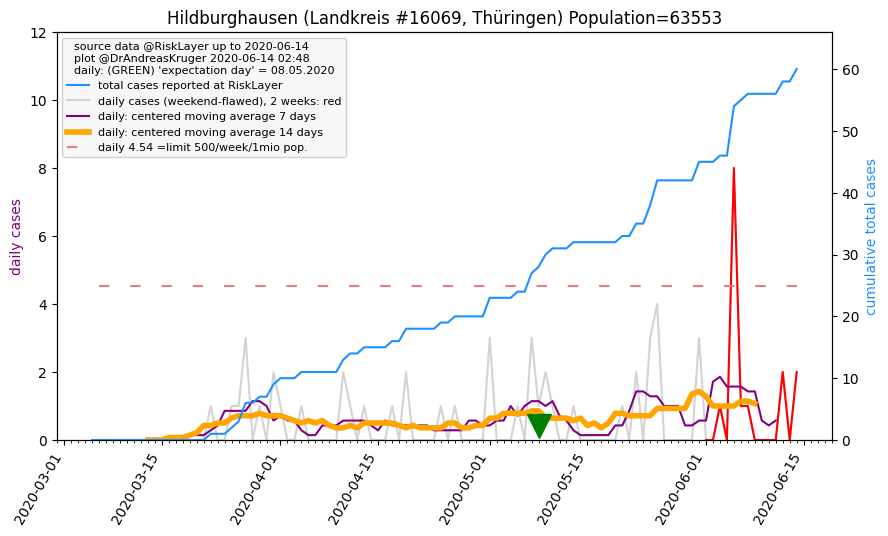 Hildburghausen (Landkreis #16069, Thüringen) Population=63553
source data @RiskLayer up to 2020-06-14
plot @DrAndreasKruger 2020-06-14 02:48
daily: (GREEN) 'expectation day' = 08.05.2020
total cases reported at RiskLayer
daily cases (weekend-flawed), 2 weeks: red
daily: centered moving average 7 days
daily: centered moving average 14 days
daily 4.54 =limit 500/week/1mio pop.
daily cases
12
10
8
6
4
2
0
cumulative total cases
60
50
40
30
20
10
0
2020-03-01
2020-03-15
2020-04-01
2020-04-15
2020-05-01
2020-05-15
2020-06-01
2020-06-15